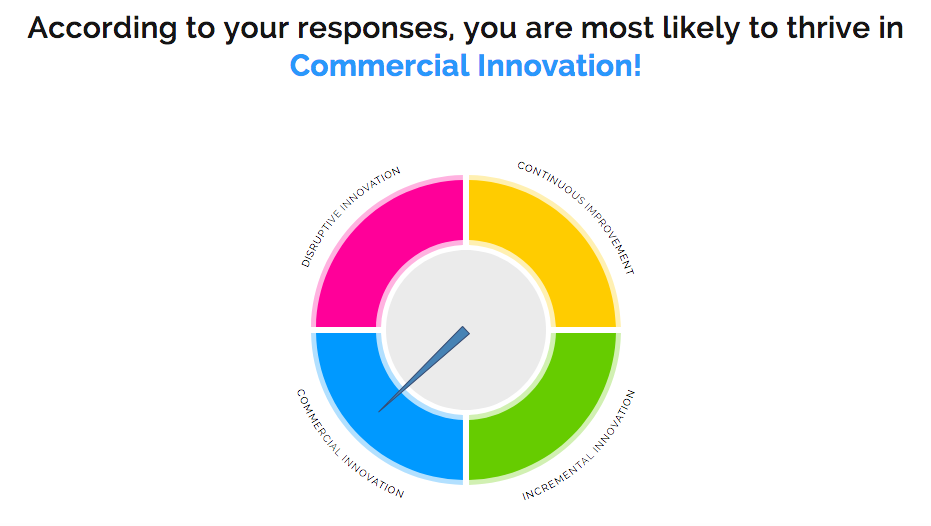 According to your responses, you are most likely to thrive in
Commercial Innovation!
DISRUPTIVE INNOVATION
CONTINUOUS IMPROVEMENT
COMMERCIAL INNOVATION
INCREMENTAL INNOVATION